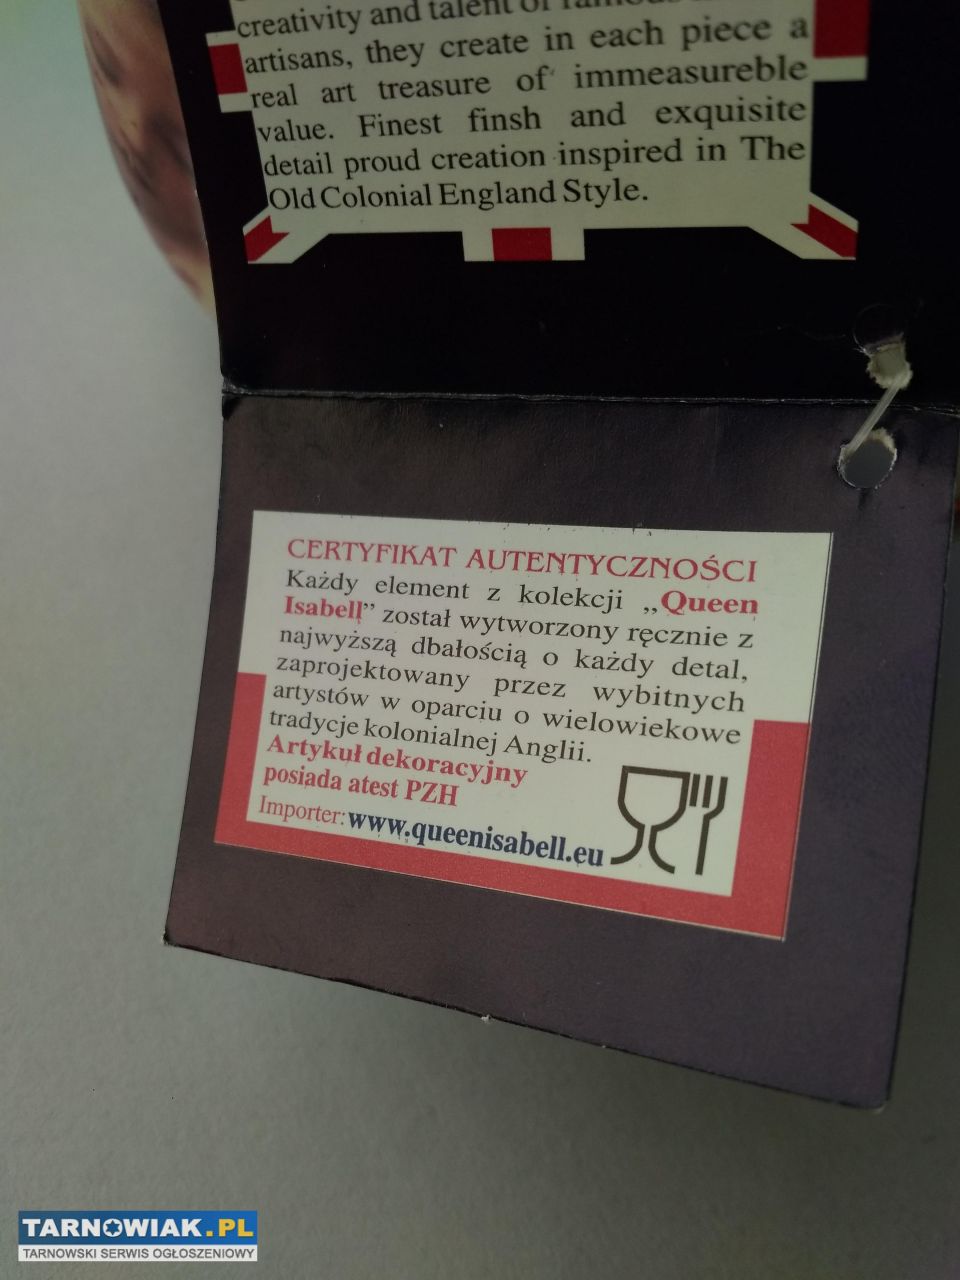 creativity and talent of
artisans, they create in each piece a
real art treasure of immeasureble
value. Finest finsh and exquisite
detail proud creation inspired in The
Old Colonial England Style.
CERTYFIKAT AUTENTYCZNOŚCI
Każdy element z kolekcji „Queen
Isabell” został wytworzony ręcznie z
najwyższą dbałością o każdy detal,
zaprojektowany przez wybitnych
artystów w oparciu o wielowiekowe
tradycje kolonialnej Anglii.
Artykuł dekoracyjny
posiada atest PZH
Importer: www.queenisabell.eu
TARNOWIAK.PL
TARNOWSKI SERWIS OGŁOSZENIOWY